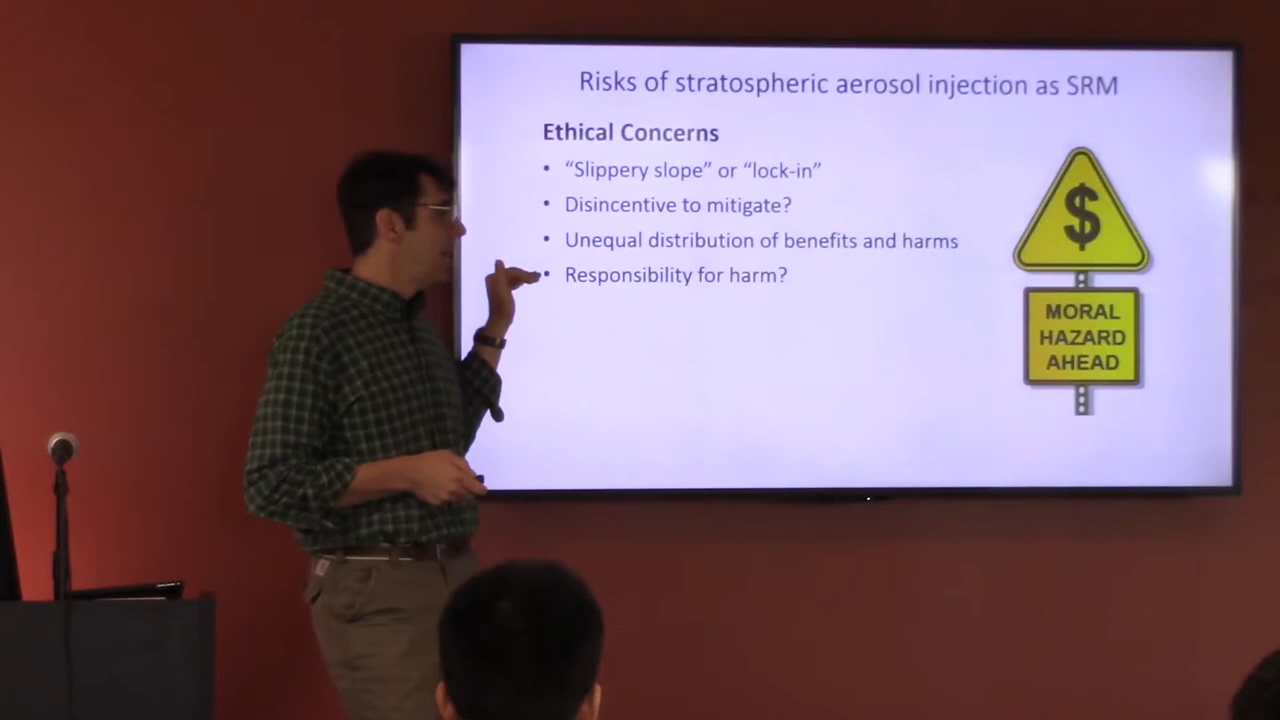 Risks of stratospheric aerosol injection as SRM
Ethical Concerns
• “Slippery slope” or “lock-in”
• Disincentive to mitigate?
• Unequal distribution of benefits and harms
• Responsibility for harm?
$
MORAL
HAZARD
AHEAD